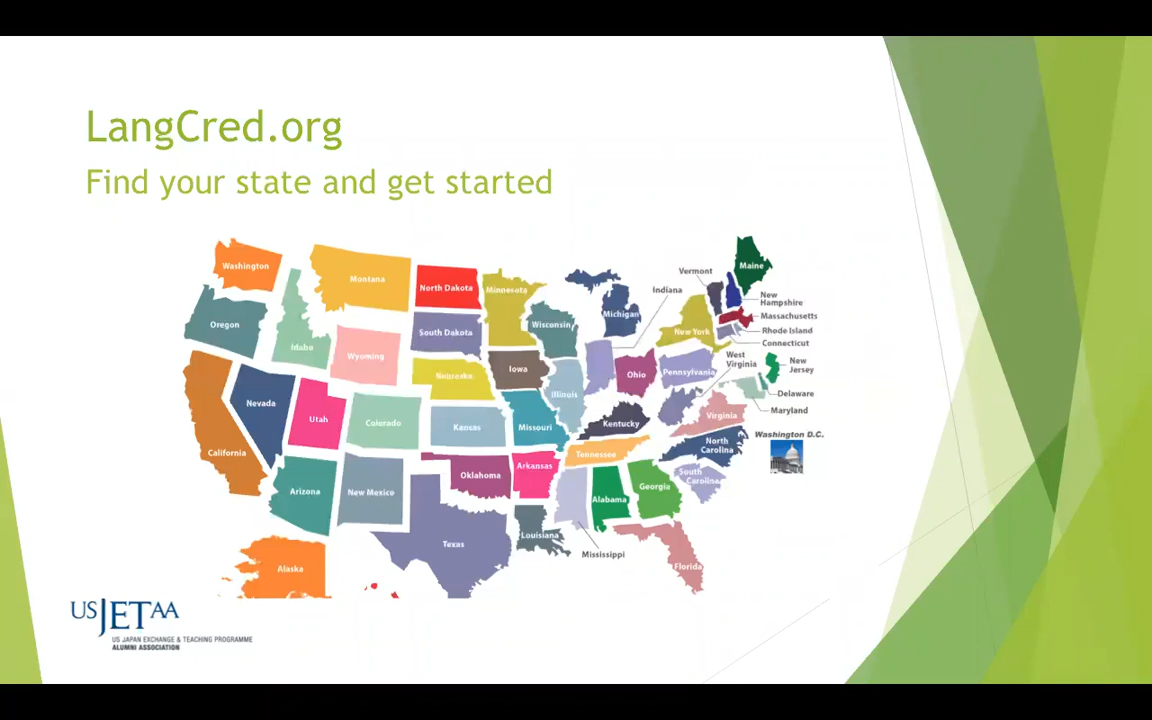 LangCred.org
Find your state and get started
Washington
Oregon
California
Nevada
Idaho
Montana
Wyoming
Utah
Colorado
Arizona
New Mexico
North Dakota
South Dakota
Nebraska
Kansas
Oklahoma
Texas
Minnesota
Iowa
Missouri
Arkansas
Louisiana
Wisconsin
Illinois
Michigan
Indiana
Ohio
Kentucky
Tennessee
Mississippi
Alabama
Georgia
Florida
South
Carolina
North
Carolina
Virginia
West
Virginia
Pennsylvania
New York
Vermont
Maine
New
Hampshire
Massachusetts
Rhode Island
Connecticut
New
Jersey
Delaware
Maryland
Washington D.C.
Alaska
US JETAA
US JAPAN EXCHANGE & TEACHING PROGRAMME
ALUMNI ASSOCIATION